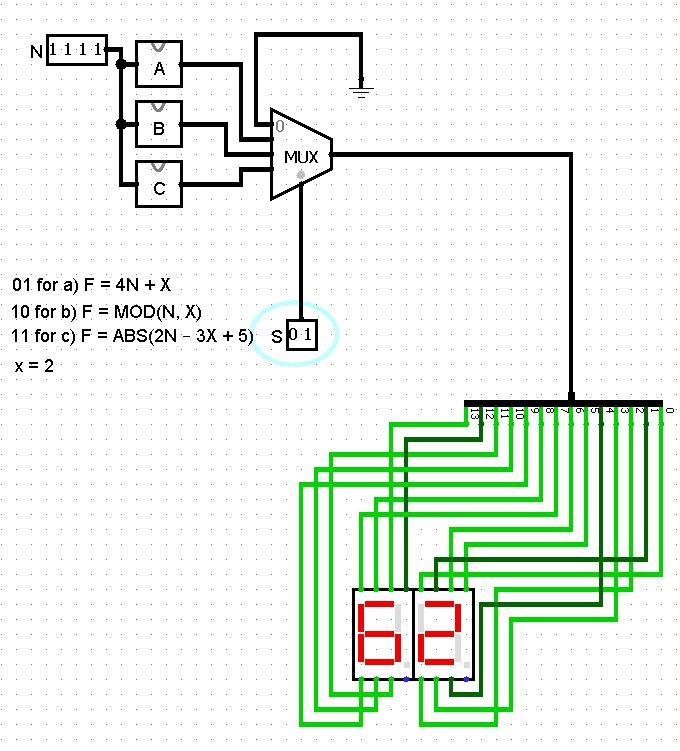 N 1 1 1 1
A
B
C
0
MUX
01 for a) F = 4N + X
10 for b) F = MOD(N, X)
11 for c) F = ABS(2N - 3X + 5)
S 0 1
x = 2
13 12 11 10 9 8 7 6 5 4 3 2 1 0
62